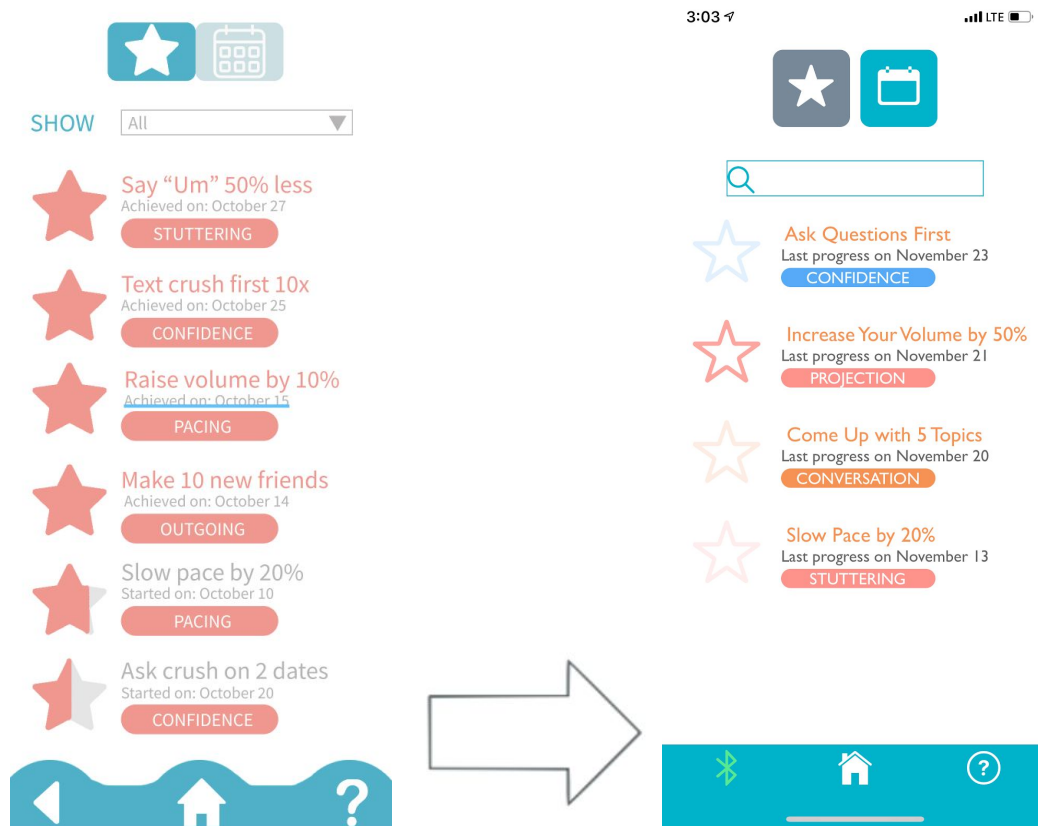 SHOW
All
Say “Um” 50% less
Achieved on: October 27
STUTTERING
Text crush first 10x
Achieved on: October 25
CONFIDENCE
Raise volume by 10%
Achieved on: October 15
PACING
Make 10 new friends
Achieved on: October 14
OUTGOING
Slow pace by 20%
Started on: October 10
PACING
Ask crush on 2 dates
Started on: October 20
CONFIDENCE
?
3:03 LTE
Ask Questions First
Last progress on November 23
CONFIDENCE
Increase Your Volume by 50%
Last progress on November 21
PROJECTION
Come Up with 5 Topics
Last progress on November 20
CONVERSATION
Slow Pace by 20%
Last progress on November 13
STUTTERING
?